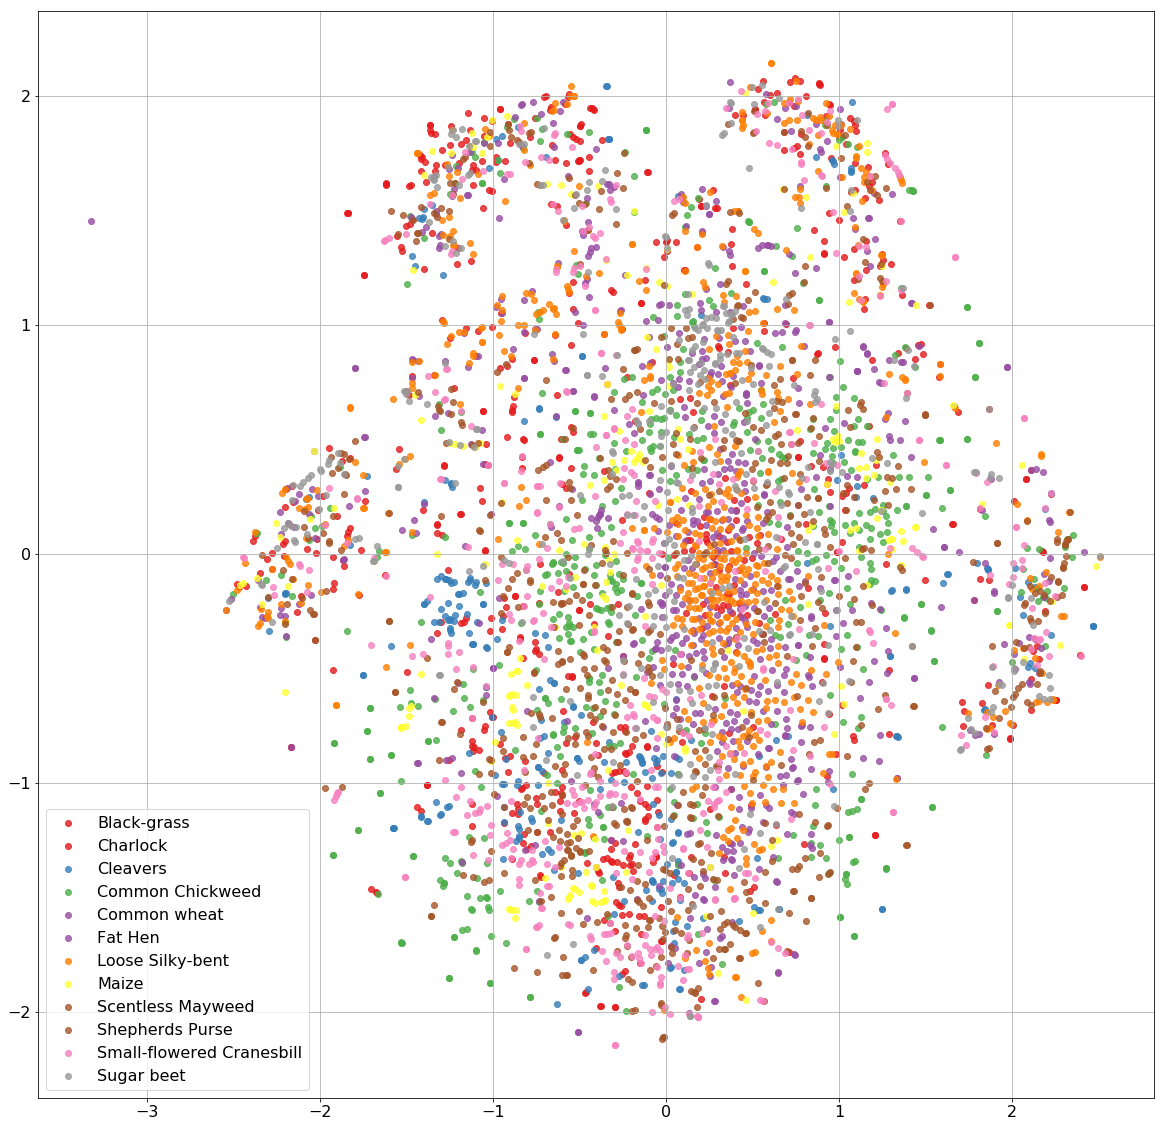 2
1
0
−1
−2
Black-grass
Charlock
Cleavers
Common Chickweed
Common wheat
Fat Hen
Loose Silky-bent
Maize
Scentless Mayweed
Shepherds Purse
Small-flowered Cranesbill
Sugar beet
−3 −2 −1 0 1 2